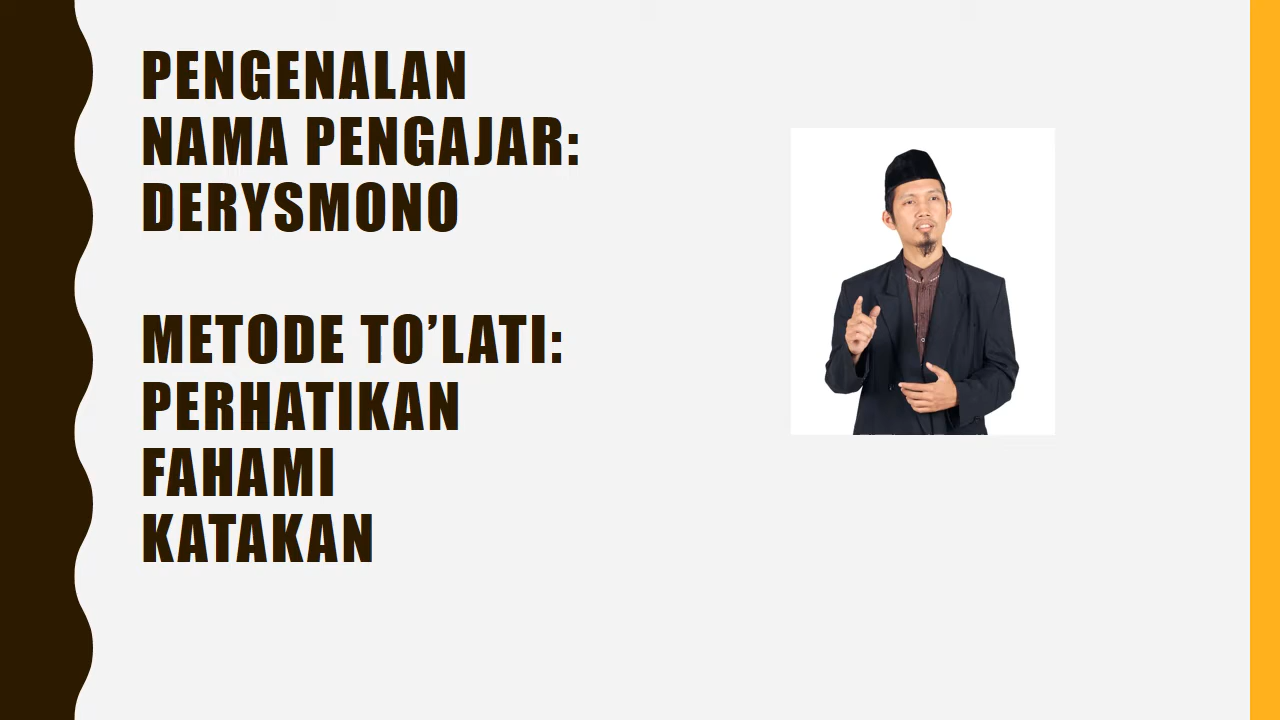 PENGENALAN
NAMA PENGAJAR:
DERYSMONO
METODE TO’LATI:
PERHATIKAN
FAHAMI
KATAKAN